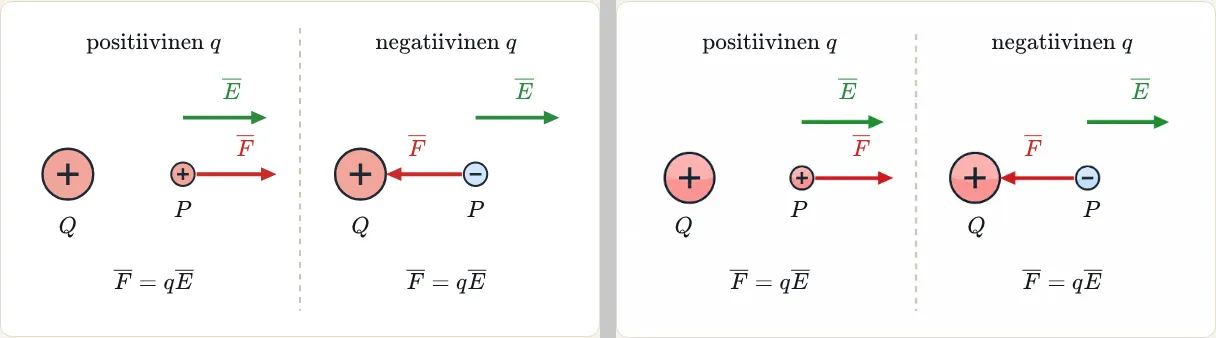 positiivinen q
negatiivinen q
E̅
E̅
F̅
F̅
+
+
+
−
Q
P
Q
P
F̅ = qE̅
F̅ = qE̅
positiivinen q
negatiivinen q
E̅
E̅
F̅
F̅
+
+
+
−
Q
P
Q
P
F̅ = qE̅
F̅ = qE̅